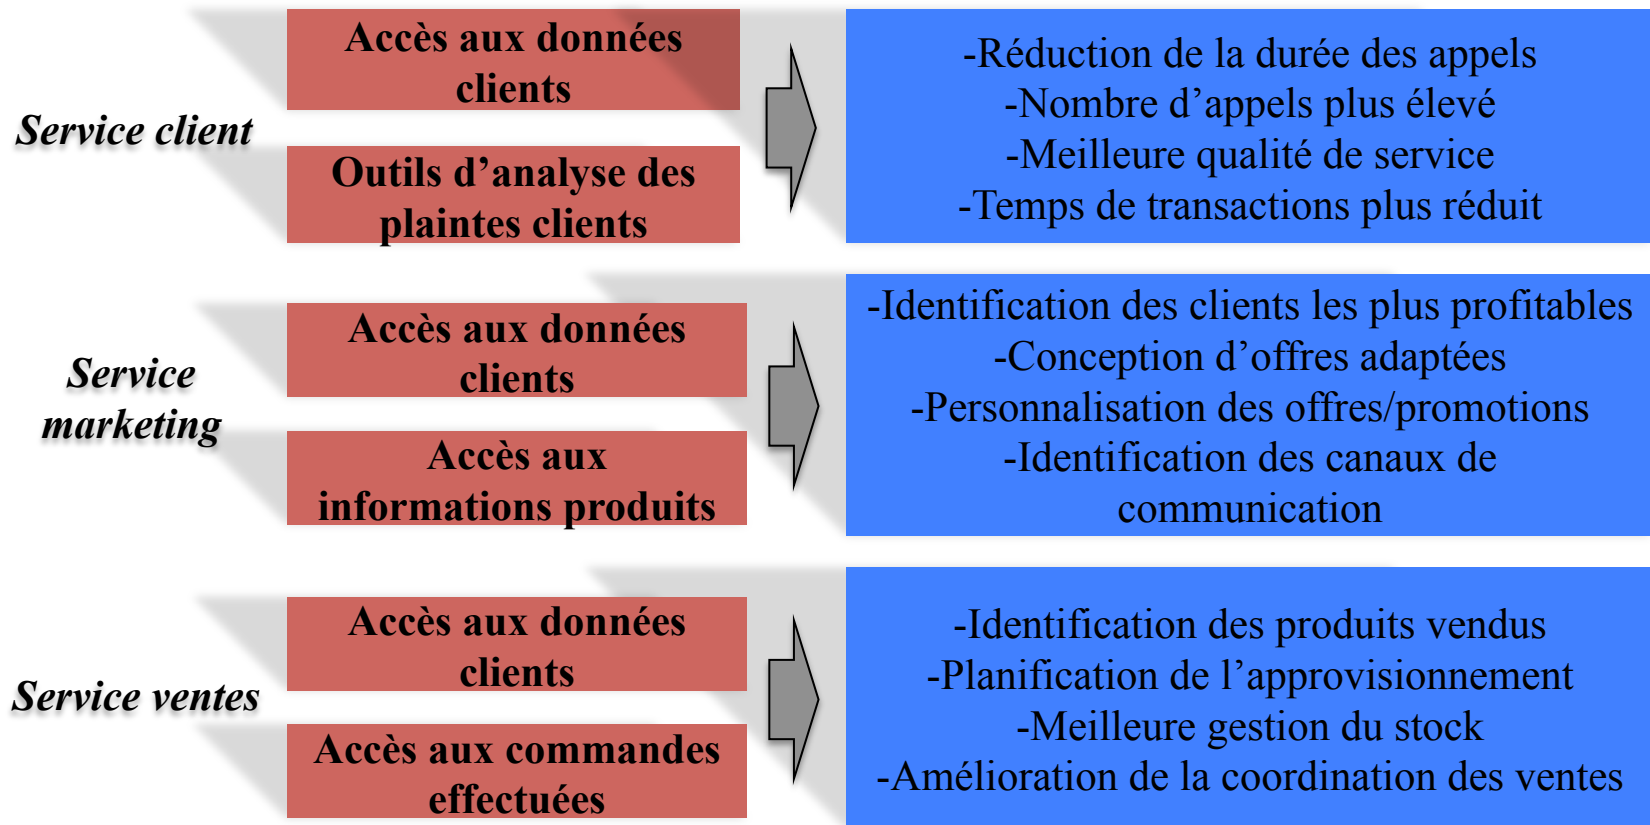 Service client
Accès aux données
clients
Outils d’analyse des
plaintes clients
-Réduction de la durée des appels
-Nombre d’appels plus élevé
-Meilleure qualité de service
-Temps de transactions plus réduit
Service
marketing
Accès aux données
clients
Accès aux
informations produits
-Identification des clients les plus profitables
-Conception d’offres adaptées
-Personnalisation des offres/promotions
-Identification des canaux de
communication
Service ventes
Accès aux données
clients
Accès aux commandes
effectuées
-Identification des produits vendus
-Planification de l’approvisionnement
-Meilleure gestion du stock
-Amélioration de la coordination des ventes